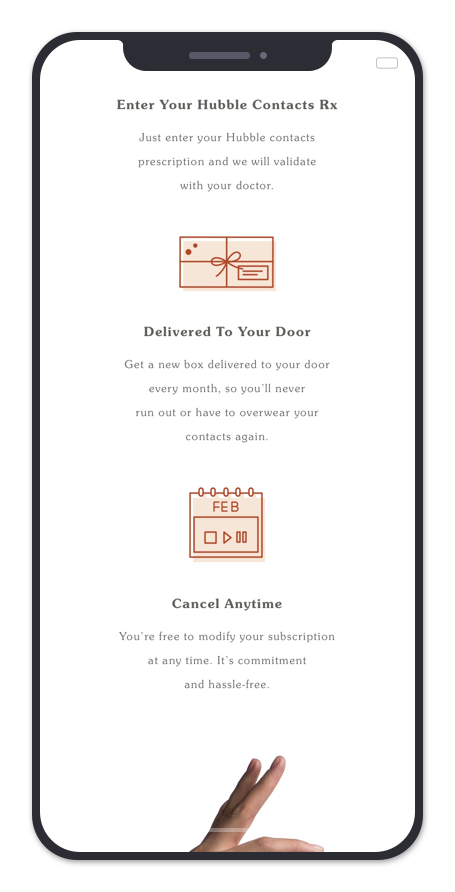 Enter Your Hubble Contacts Rx
Just enter your Hubble contacts
prescription and we will validate
with your doctor.
Delivered To Your Door
Get a new box delivered to your door
every month, so you'll never
run out or have to overwear your
contacts again.
FEB
Cancel Anytime
You're free to modify your subscription
at any time. It's commitment
and hassle-free.